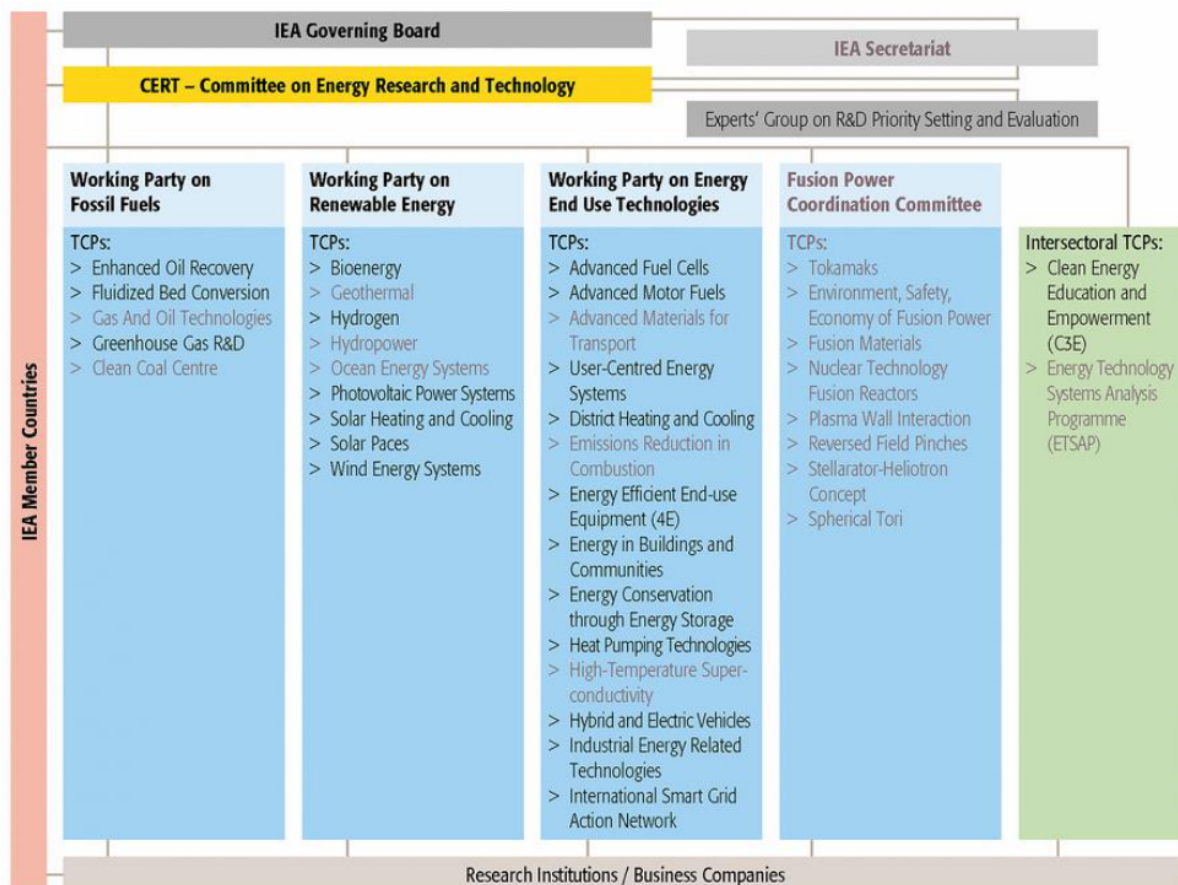 IEA Governing Board
IEA Secretariat
CERT – Committee on Energy Research and Technology
Experts' Group on R&D Priority Setting and Evaluation
IEA Member Countries
Working Party on
Fossil Fuels
TCPs:
> Enhanced Oil Recovery
> Fluidized Bed Conversion
> Gas And Oil Technologies
> Greenhouse Gas R&D
> Clean Coal Centre
Working Party on
Renewable Energy
TCPs:
> Bioenergy
> Geothermal
> Hydrogen
> Hydropower
> Ocean Energy Systems
> Photovoltaic Power Systems
> Solar Heating and Cooling
> Solar Paces
> Wind Energy Systems
Working Party on Energy
End Use Technologies
TCPs:
> Advanced Fuel Cells
> Advanced Motor Fuels
> Advanced Materials for
Transport
> User-Centred Energy
Systems
> District Heating and Cooling
> Emissions Reduction in
Combustion
> Energy Efficient End-use
Equipment (4E)
> Energy in Buildings and
Communities
> Energy Conservation
through Energy Storage
> Heat Pumping Technologies
> High-Temperature Super-
conductivity
> Hybrid and Electric Vehicles
> Industrial Energy Related
Technologies
> International Smart Grid
Action Network
Fusion Power
Coordination Committee
TCPs:
> Tokamaks
> Environment, Safety,
Economy of Fusion Power
> Fusion Materials
> Nuclear Technology
Fusion Reactors
> Plasma Wall Interaction
> Reversed Field Pinches
> Stellarator-Heliotron
Concept
> Spherical Tori
Intersectoral TCPs:
> Clean Energy
Education and
Empowerment
(C3E)
> Energy Technology
Systems Analysis
Programme
(ETSAP)
Research Institutions / Business Companies